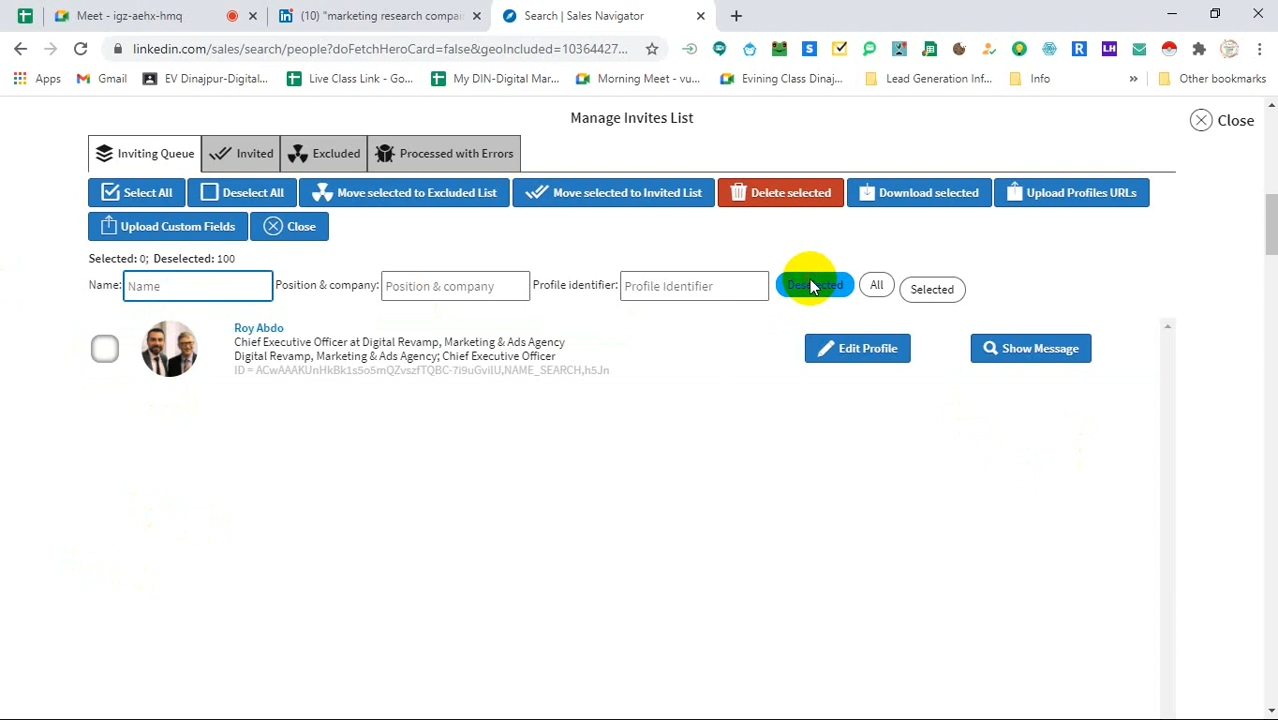 Meet - igz-aehx-hmq
(10) "marketing research compa
Search | Sales Navigator
linkedin.com/sales/search/people?doFetchHeroCard=false&geoIncluded=10364427...
Apps
Gmail
EV Dinajpur-Digital...
Live Class Link - Go...
My DIN-Digital Mar...
Morning Meet - vu...
Evining Class Dinaj...
Lead Generation Inf...
Info
»
Other bookmarks
Manage Invites List
Close
Inviting Queue
Invited
Excluded
Processed with Errors
Select All
Deselect All
Move selected to Excluded List
Move selected to Invited List
Delete selected
Download selected
Upload Profiles URLs
Upload Custom Fields
Close
Selected: 0; Deselected: 100
Name: Name Position & company: Position & company Profile identifier: Profile Identifier Deselected All Selected
Roy Abdo
Chief Executive Officer at Digital Revamp, Marketing & Ads Agency
Digital Revamp, Marketing & Ads Agency; Chief Executive Officer
Edit Profile
Show Message